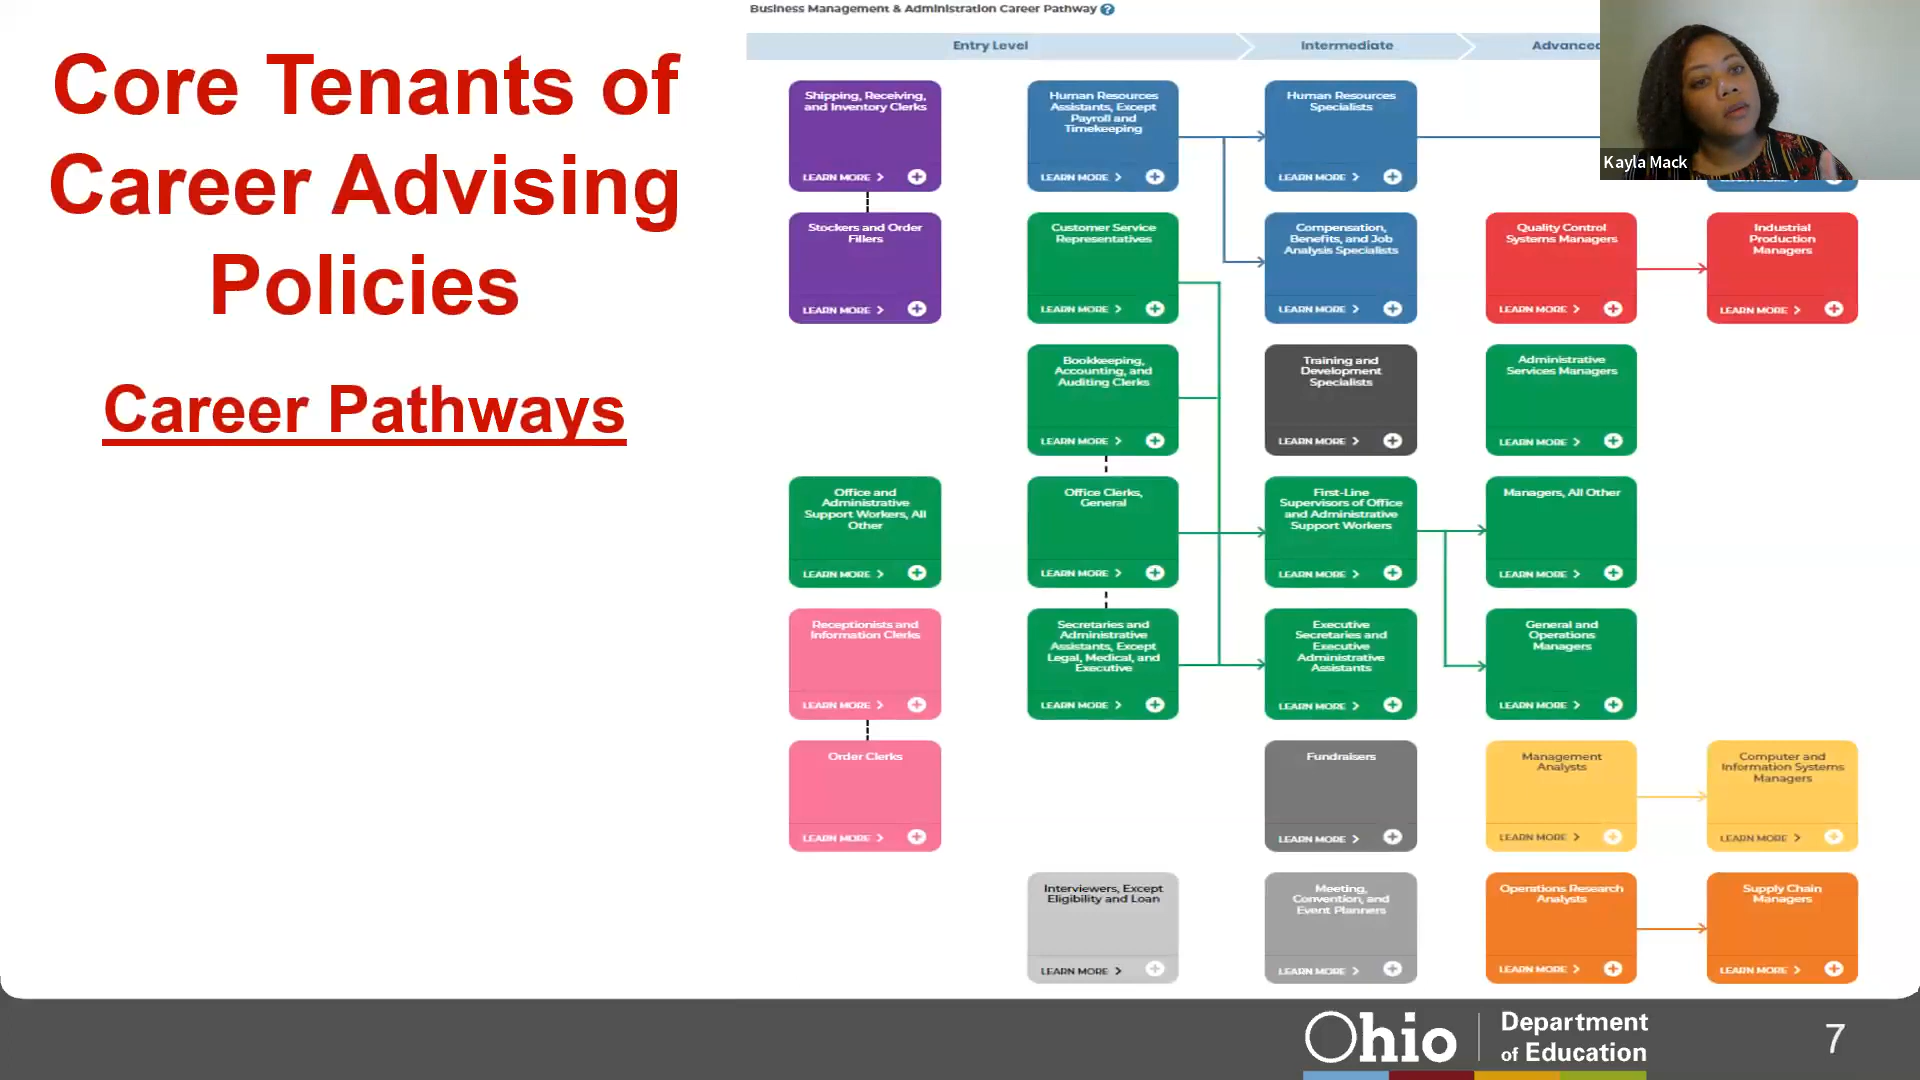 Core Tenants of
Career Advising
Policies
Career Pathways
Business Management & Administration Career Pathway ?
Entry Level
Intermediate
Advanced
Shipping, Receiving,
and Inventory Clerks
LEARN MORE >
Human Resources
Assistants, Except
Payroll and
Timekeeping
LEARN MORE >
Human Resources
Specialists
LEARN MORE >
Kayla Mack
Stockers and Order
Fillers
LEARN MORE >
Customer Service
Representatives
LEARN MORE >
Compensation,
Benefits, and Job
Analysis Specialists
LEARN MORE >
Quality Control
Systems Managers
LEARN MORE >
Industrial
Production
Managers
LEARN MORE >
Bookkeeping,
Accounting, and
Auditing Clerks
LEARN MORE >
Training and
Development
Specialists
LEARN MORE >
Administrative
Services Managers
LEARN MORE >
Office and
Administrative
Support Workers, All
Other
LEARN MORE >
Office Clerks,
General
LEARN MORE >
First-Line
Supervisors of Office
and Administrative
Support Workers
LEARN MORE >
Managers, All Other
LEARN MORE >
Receptionists and
Information Clerks
LEARN MORE >
Secretaries and
Administrative
Assistants, Except
Legal, Medical, and
Executive
LEARN MORE >
Executive
Secretaries and
Executive
Administrative
Assistants
LEARN MORE >
General and
Operations
Managers
LEARN MORE >
Order Clerks
LEARN MORE >
Fundraisers
LEARN MORE >
Management
Analysts
LEARN MORE >
Computer and
Information Systems
Managers
LEARN MORE >
Interviewers, Except
Eligibility and Loan
LEARN MORE >
Meeting,
Convention, and
Event Planners
LEARN MORE >
Operations Research
Analysts
LEARN MORE >
Supply Chain
Managers
LEARN MORE >
Ohio
Department
of Education
7